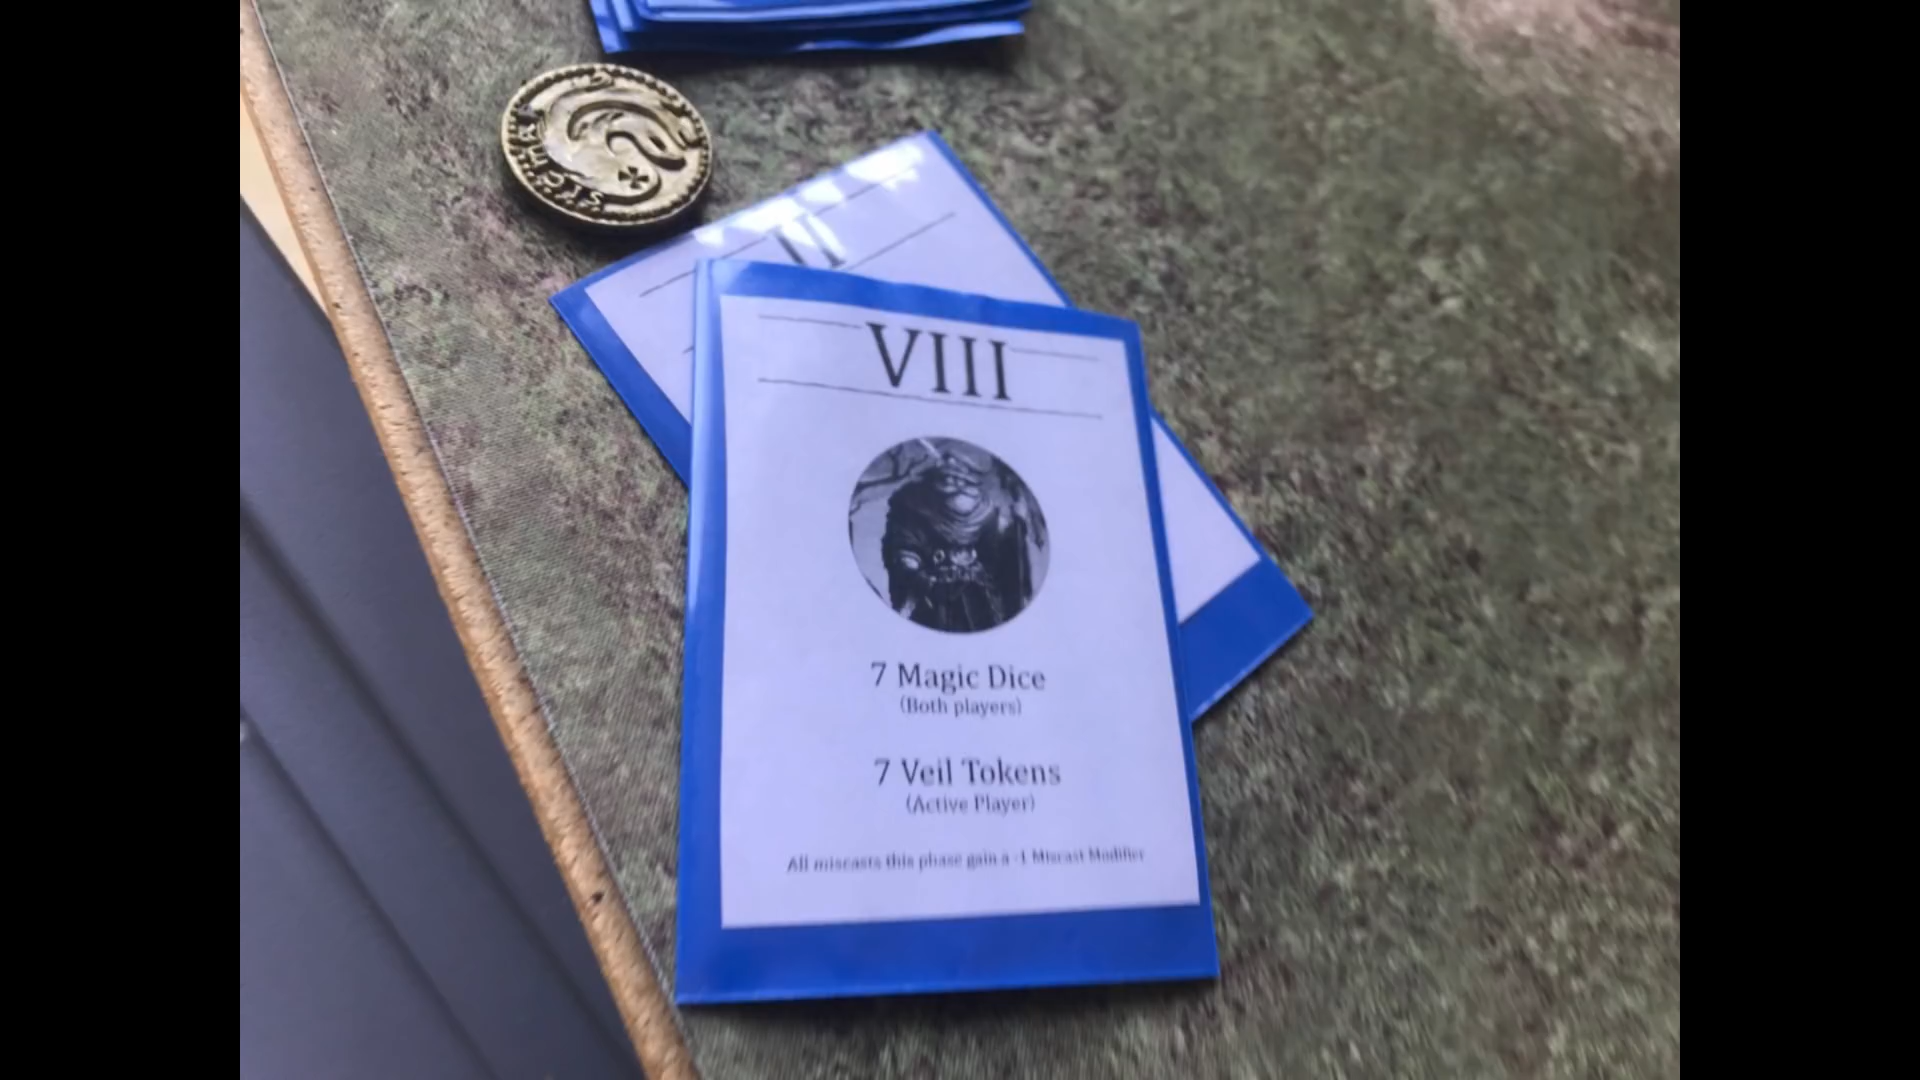 II
VIII
7 Magic Dice
(Both players)
7 Veil Tokens
(Active Player)
All miscasts this phase gain a -1 Miscast Modifier